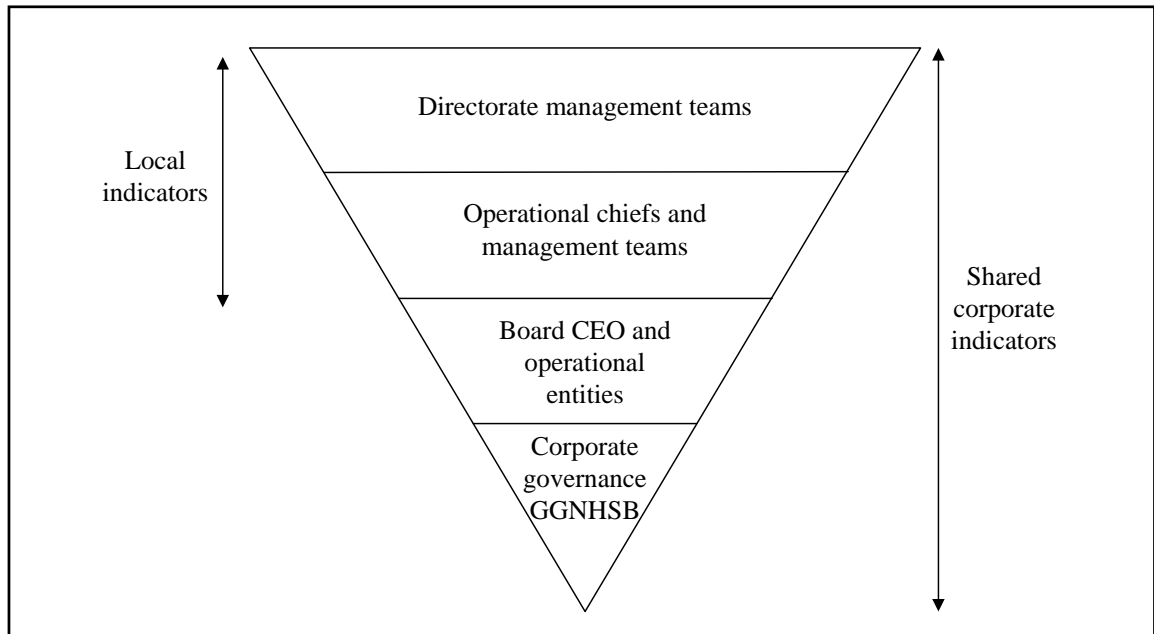 Directorate management teams
Local
indicators
Operational chiefs and
management teams
Shared
corporate
indicators
Board CEO and
operational
entities
Corporate
governance
GGNHSB